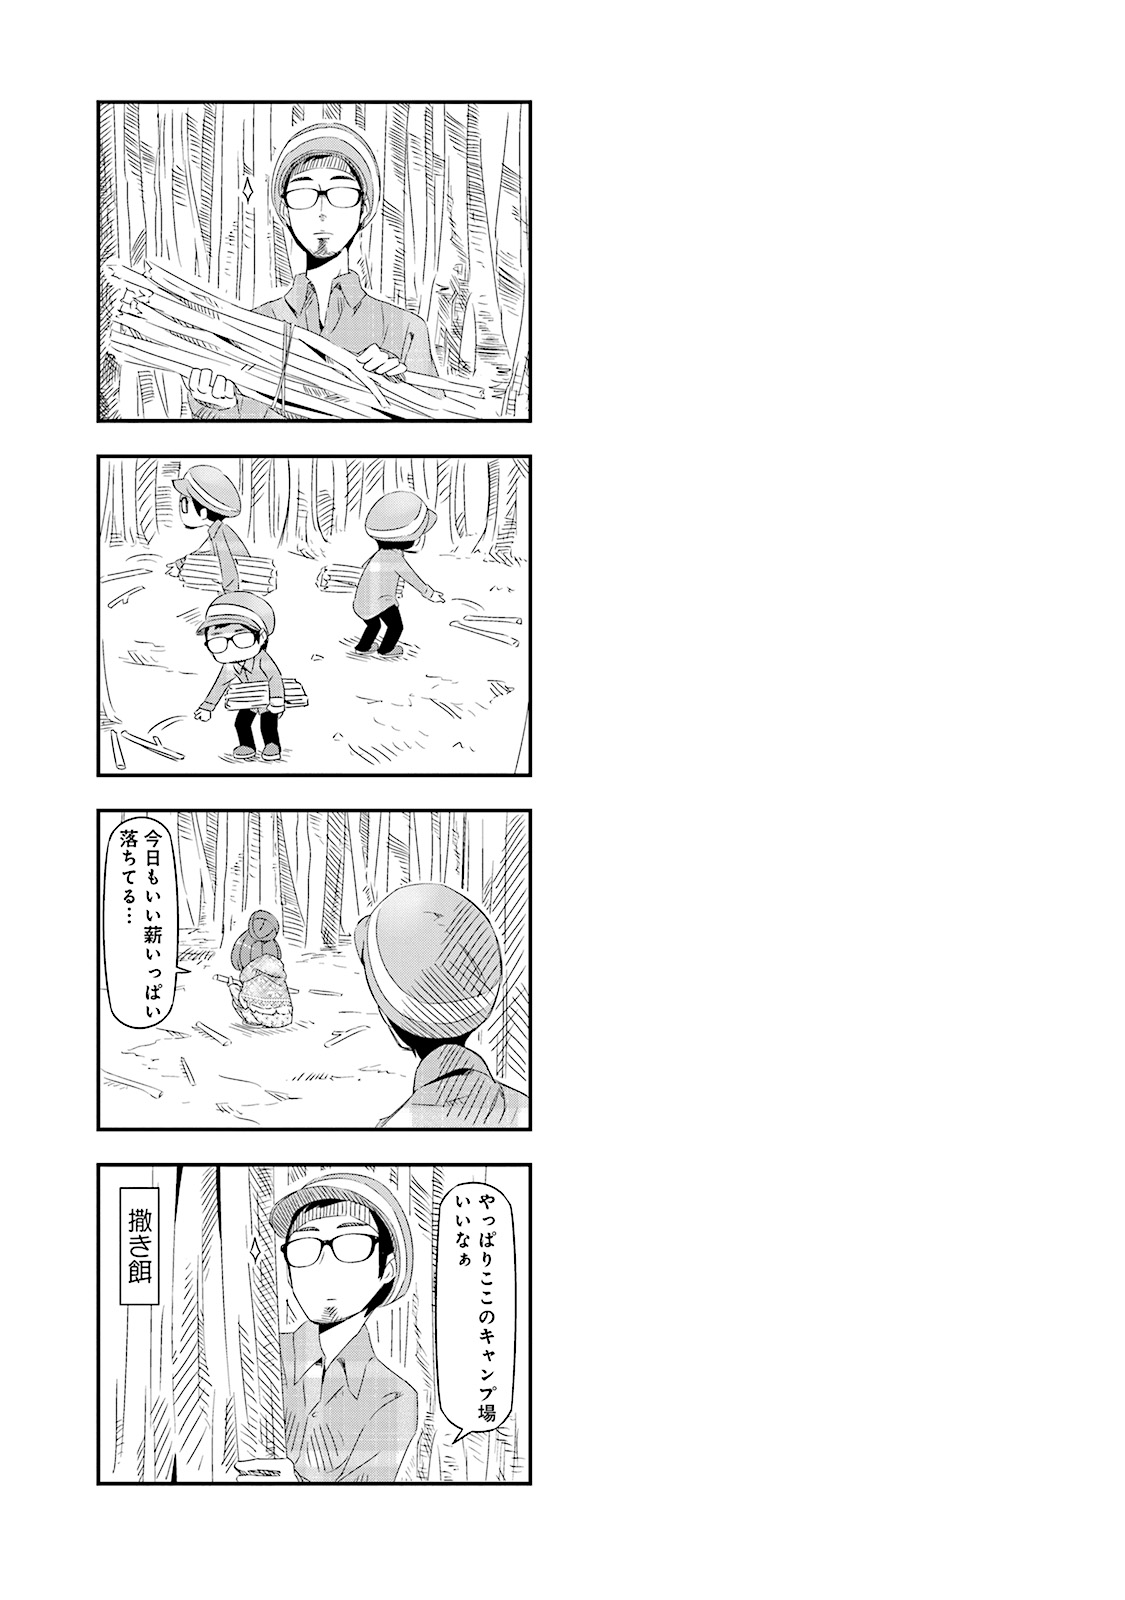 今日もいい薪いっぱい
落ちてる…
やっぱりここのキャンプ場
いいなぁ
撒き餌